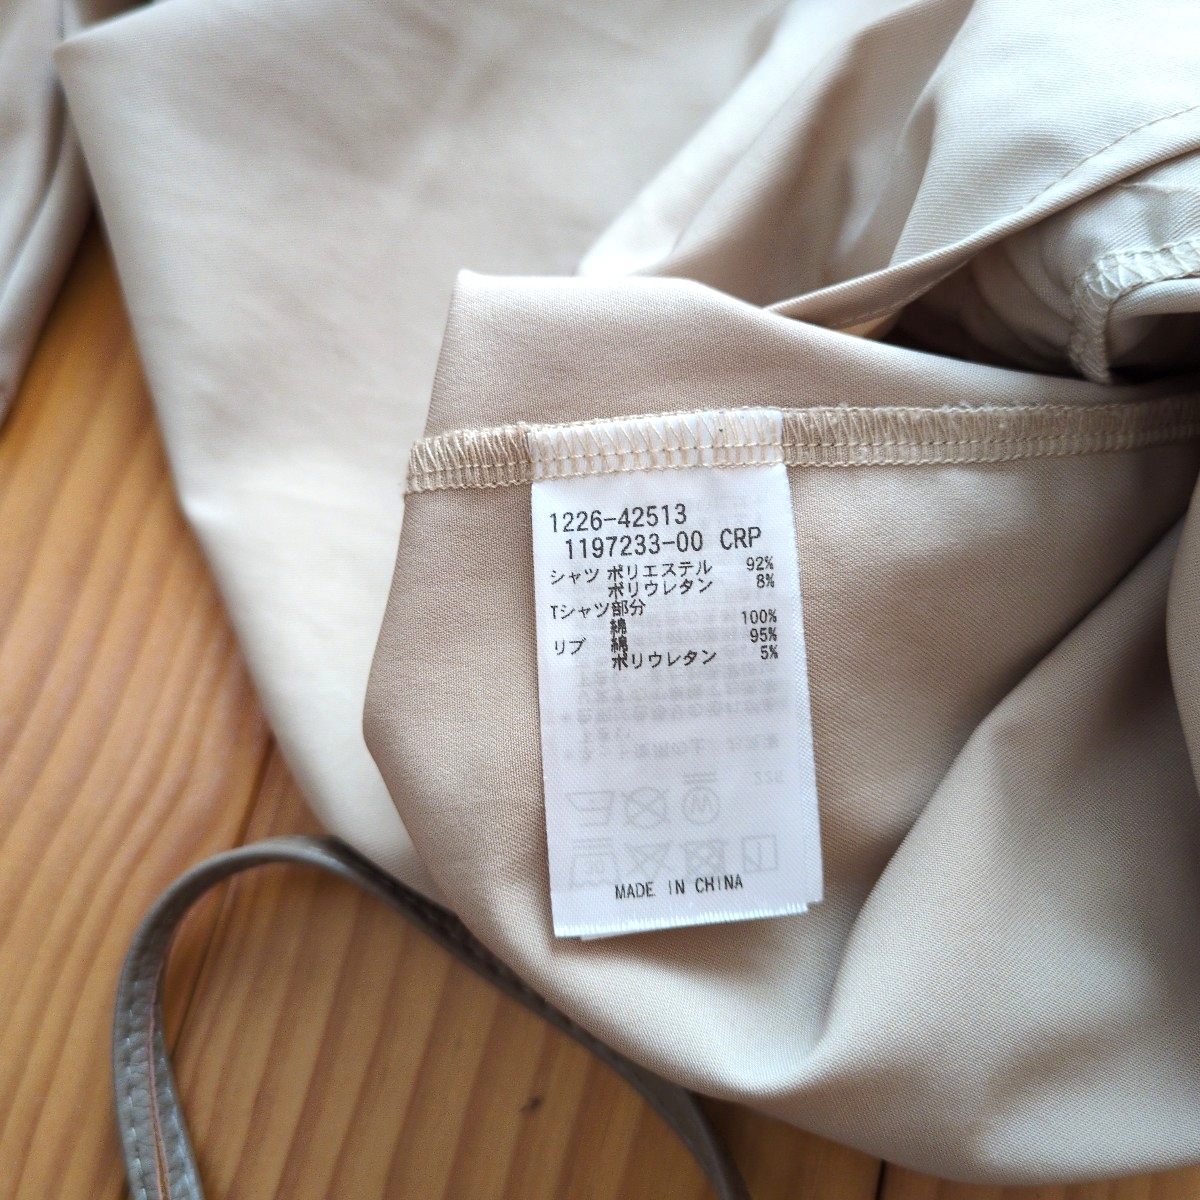 1226-42513
1197233-00 CRP
シャツ ポリエステル 92%
ポリウレタン 8%
Tシャツ部分
綿 100%
リブ 綿 95%
ポリウレタン 5%
MADE IN CHINA